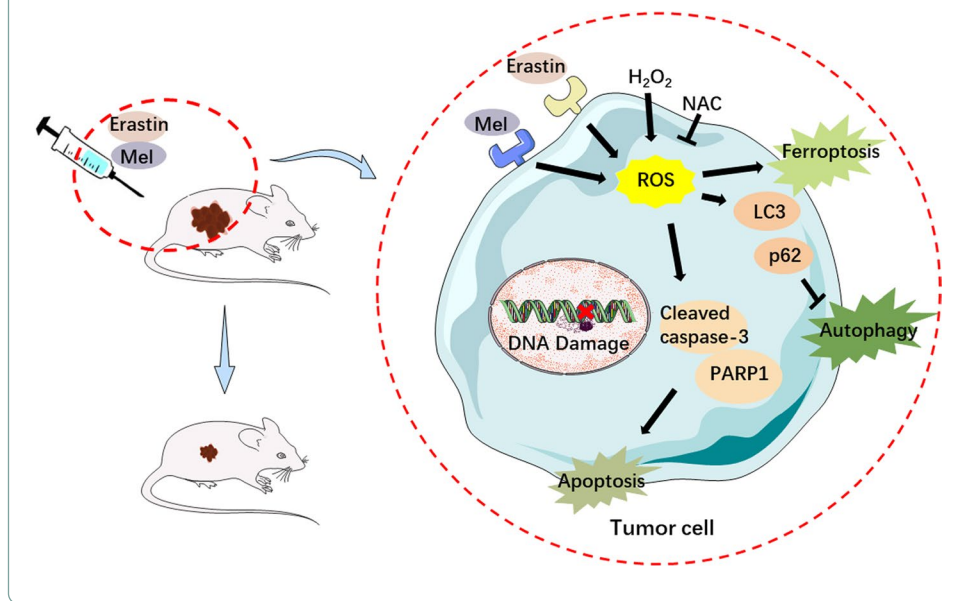 Erastin
Mel
Erastin
Mel
H₂O₂
NAC
ROS
Ferroptosis
LC3
p62
Autophagy
DNA Damage
Cleaved
caspase-3
PARP1
Apoptosis
Tumor cell